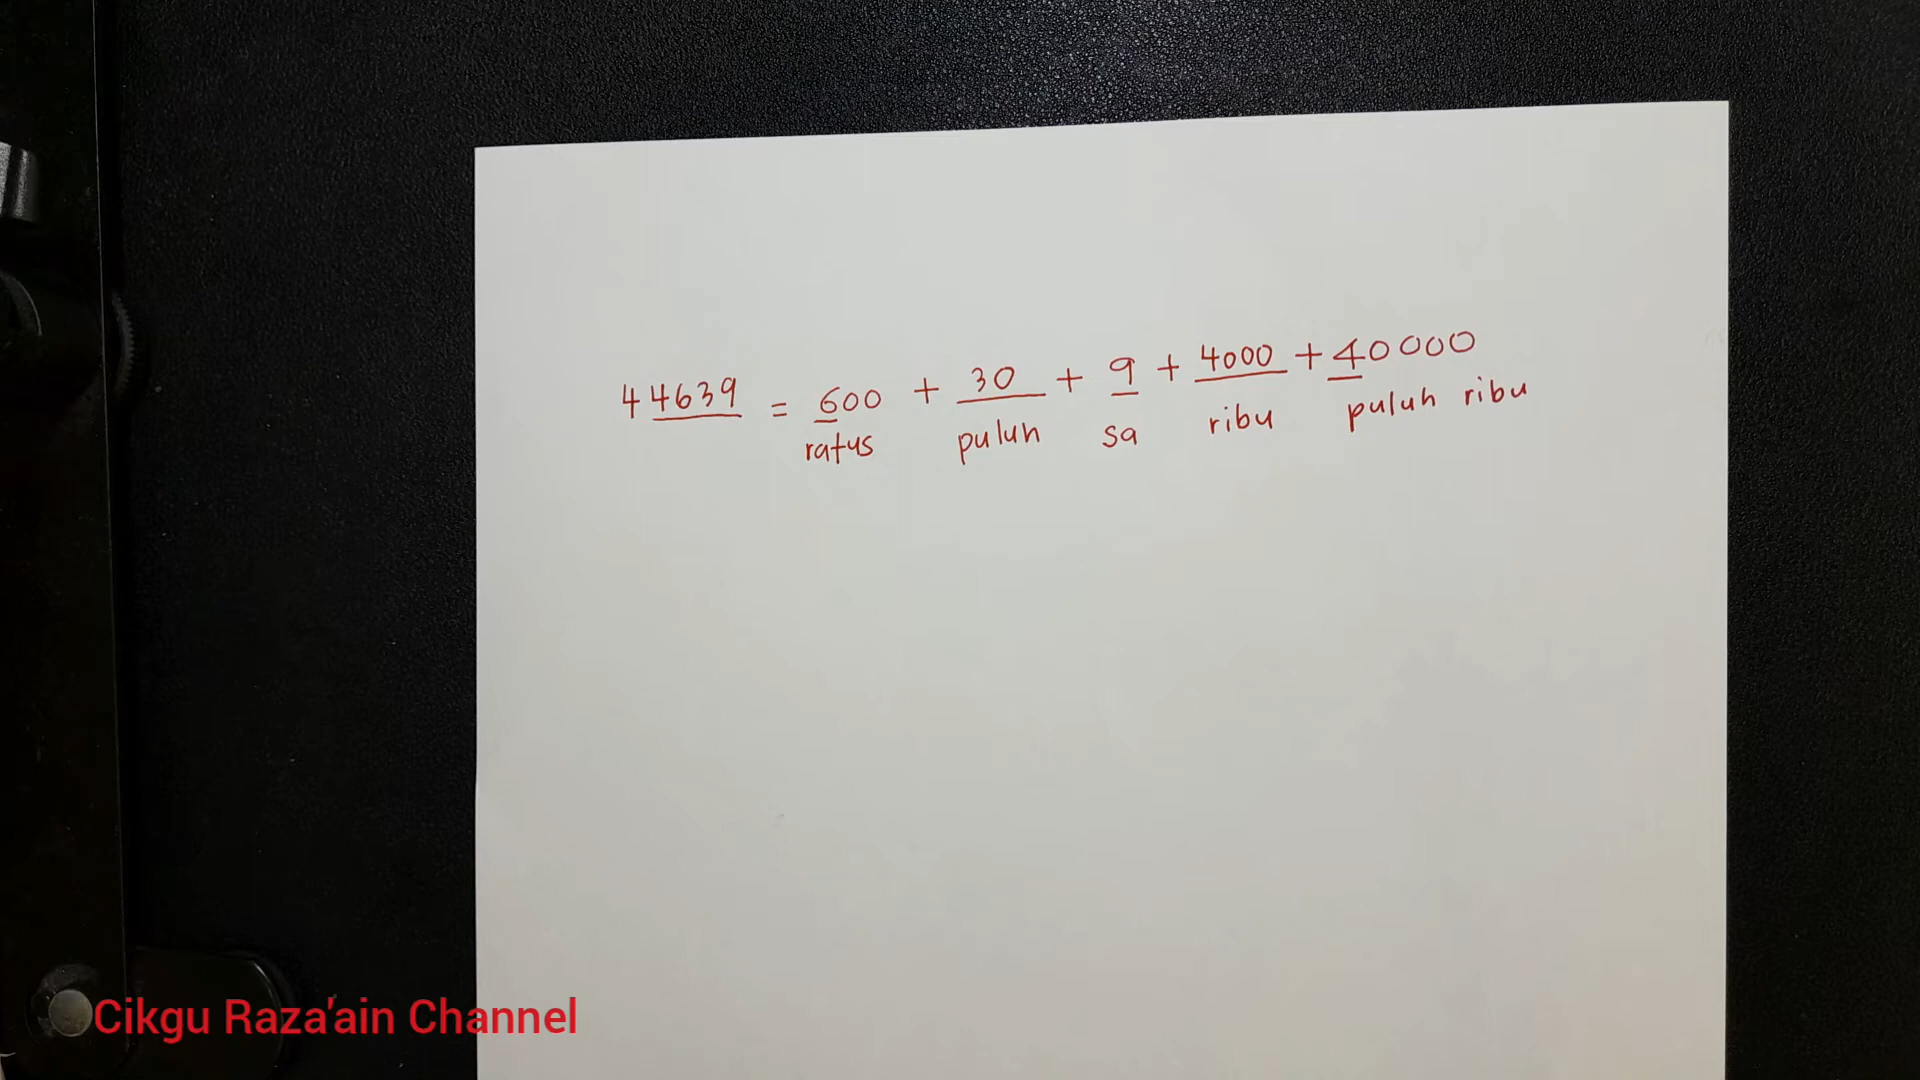 44639 = 600 + 30 + 9 + 4000 + 40000
ratus puluh sa ribu puluh ribu
Cikgu Raza'ain Channel